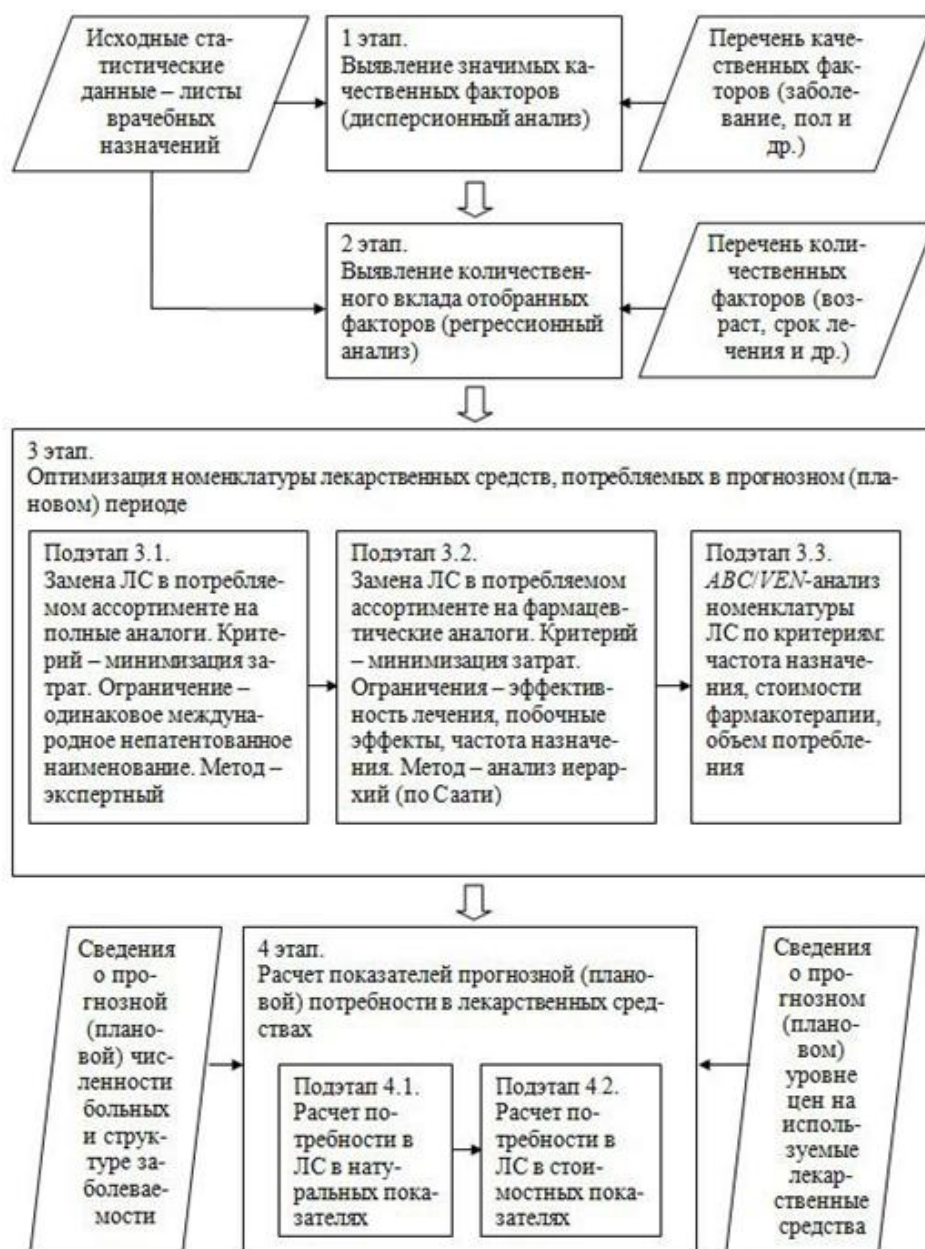 Исходные ста-
тистические
данные – листы
врачебных
назначений
1 этап.
Выявление значимых ка-
чественных факторов
(дисперсионный анализ)
Перечень каче-
ственных фак-
торов (заболе-
вание, пол и
др.)
2 этап.
Выявление количествен-
ного вклада отобранных
факторов (регрессионный
анализ)
Перечень коли-
чественных
факторов (воз-
раст, срок ле-
чения и др.)
3 этап.
Оптимизация номенклатуры лекарственных средств, потребляемых в прогнозном (пла-
новом) периоде
Подэтап 3.1.
Замена ЛС в потребляе-
мом ассортименте на
полные аналоги. Крите-
рий – минимизация за-
трат. Ограничение –
одинаковое междуна-
родное непатентованное
наименование. Метод –
экспертный
Подэтап 3.2.
Замена ЛС в потребляемом
ассортименте на фармацев-
тические аналоги. Критерий
– минимизация затрат.
Ограничения – эффектив-
ность лечения, побочные
эффекты, частота назначе-
ния. Метод – анализ иерар-
хий (по Саати)
Подэтап 3.3.
ABC/VEN-анализ
номенклатуры
ЛС по критериям:
частота назначе-
ния, стоимости
фармакотерапии,
объем потребле-
ния
Сведения
о про-
гнозной
(плано-
вой) чис-
ленности
больных
и струк-
туре за-
болевае-
мости
4 этап.
Расчет показателей прогнозной (плано-
вой) потребности в лекарственных сред-
ствах
Подэтап 4.1.
Расчет по-
требности в
ЛС в нату-
ральных пока-
зателях
Подэтап 4.2.
Расчет по-
требности в
ЛС в стои-
мостных пока-
зателях
Сведения
о про-
гнозном
(плано-
вом)
уровне
цен на
исполь-
зуемые
лекар-
ственные
средства